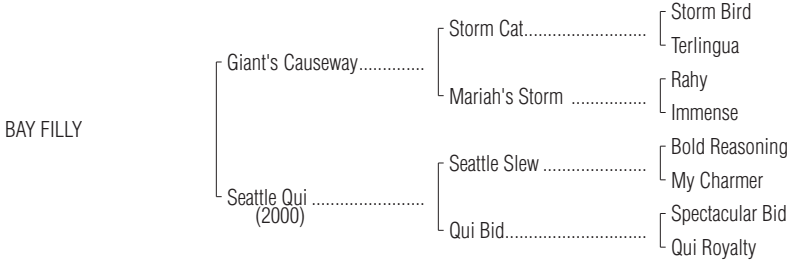 Storm Bird
Storm Cat..........................
Terlingua
Giant's Causeway..............
Rahy
Mariah's Storm ................
Immense
BAY FILLY
Bold Reasoning
Seattle Slew ......................
My Charmer
Seattle Qui ........................
(2000)
Spectacular Bid
Qui Bid..............................
Qui Royalty